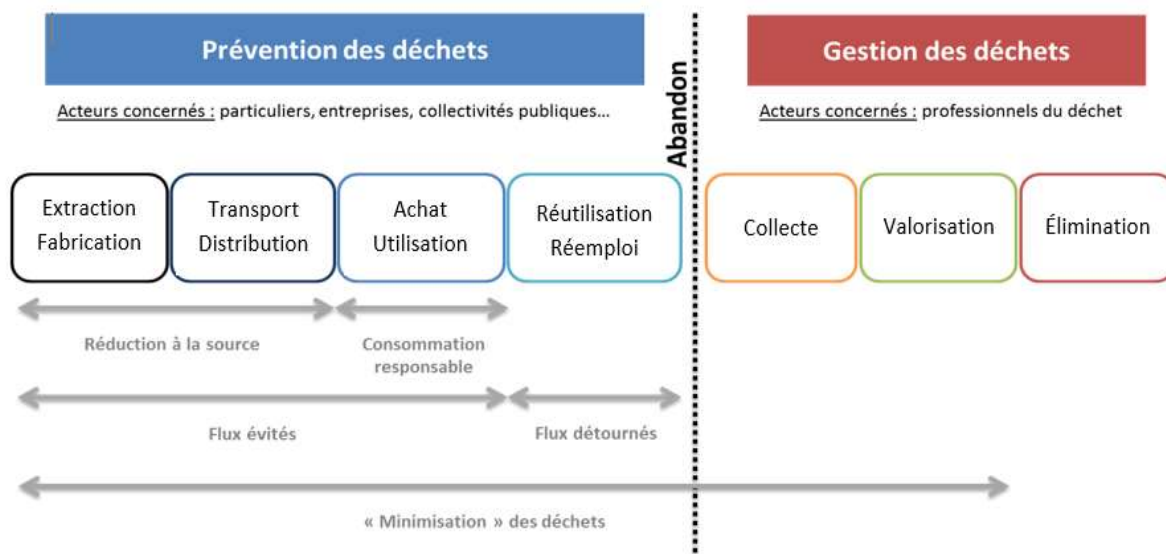 Prévention des déchets
Gestion des déchets
Acteurs concernés : particuliers, entreprises, collectivités publiques...
Abandon
Acteurs concernés : professionnels du déchet
Extraction
Fabrication
Transport
Distribution
Achat
Utilisation
Réutilisation
Réemploi
Collecte
Valorisation
Élimination
Réduction à la source
Consommation
responsable
Flux évités
Flux détournés
« Minimisation » des déchets